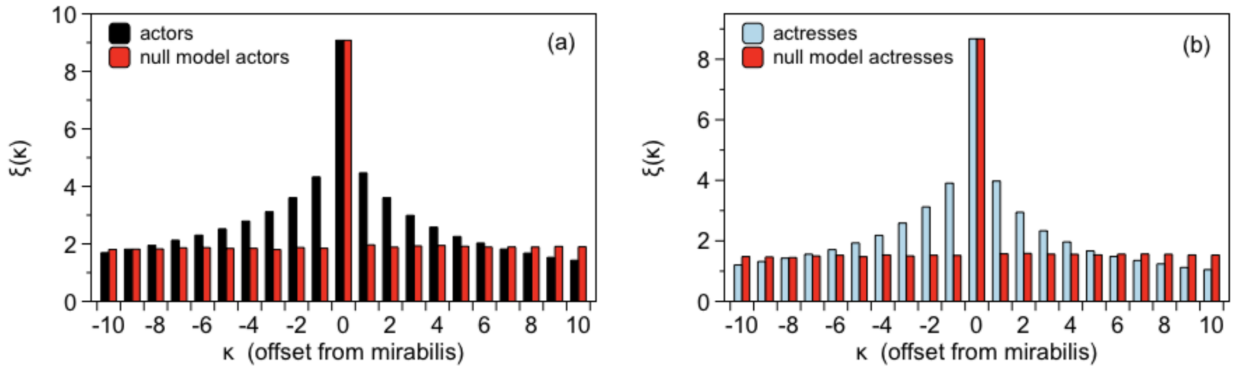 10
8
6
4
2
0
ξ(κ)
actors
null model actors
(a)
-10 -8 -6 -4 -2 0 2 4 6 8 10
κ (offset from mirabilis)
8
6
4
2
0
ξ(κ)
actresses
null model actresses
(b)
-10 -8 -6 -4 -2 0 2 4 6 8 10
κ (offset from mirabilis)